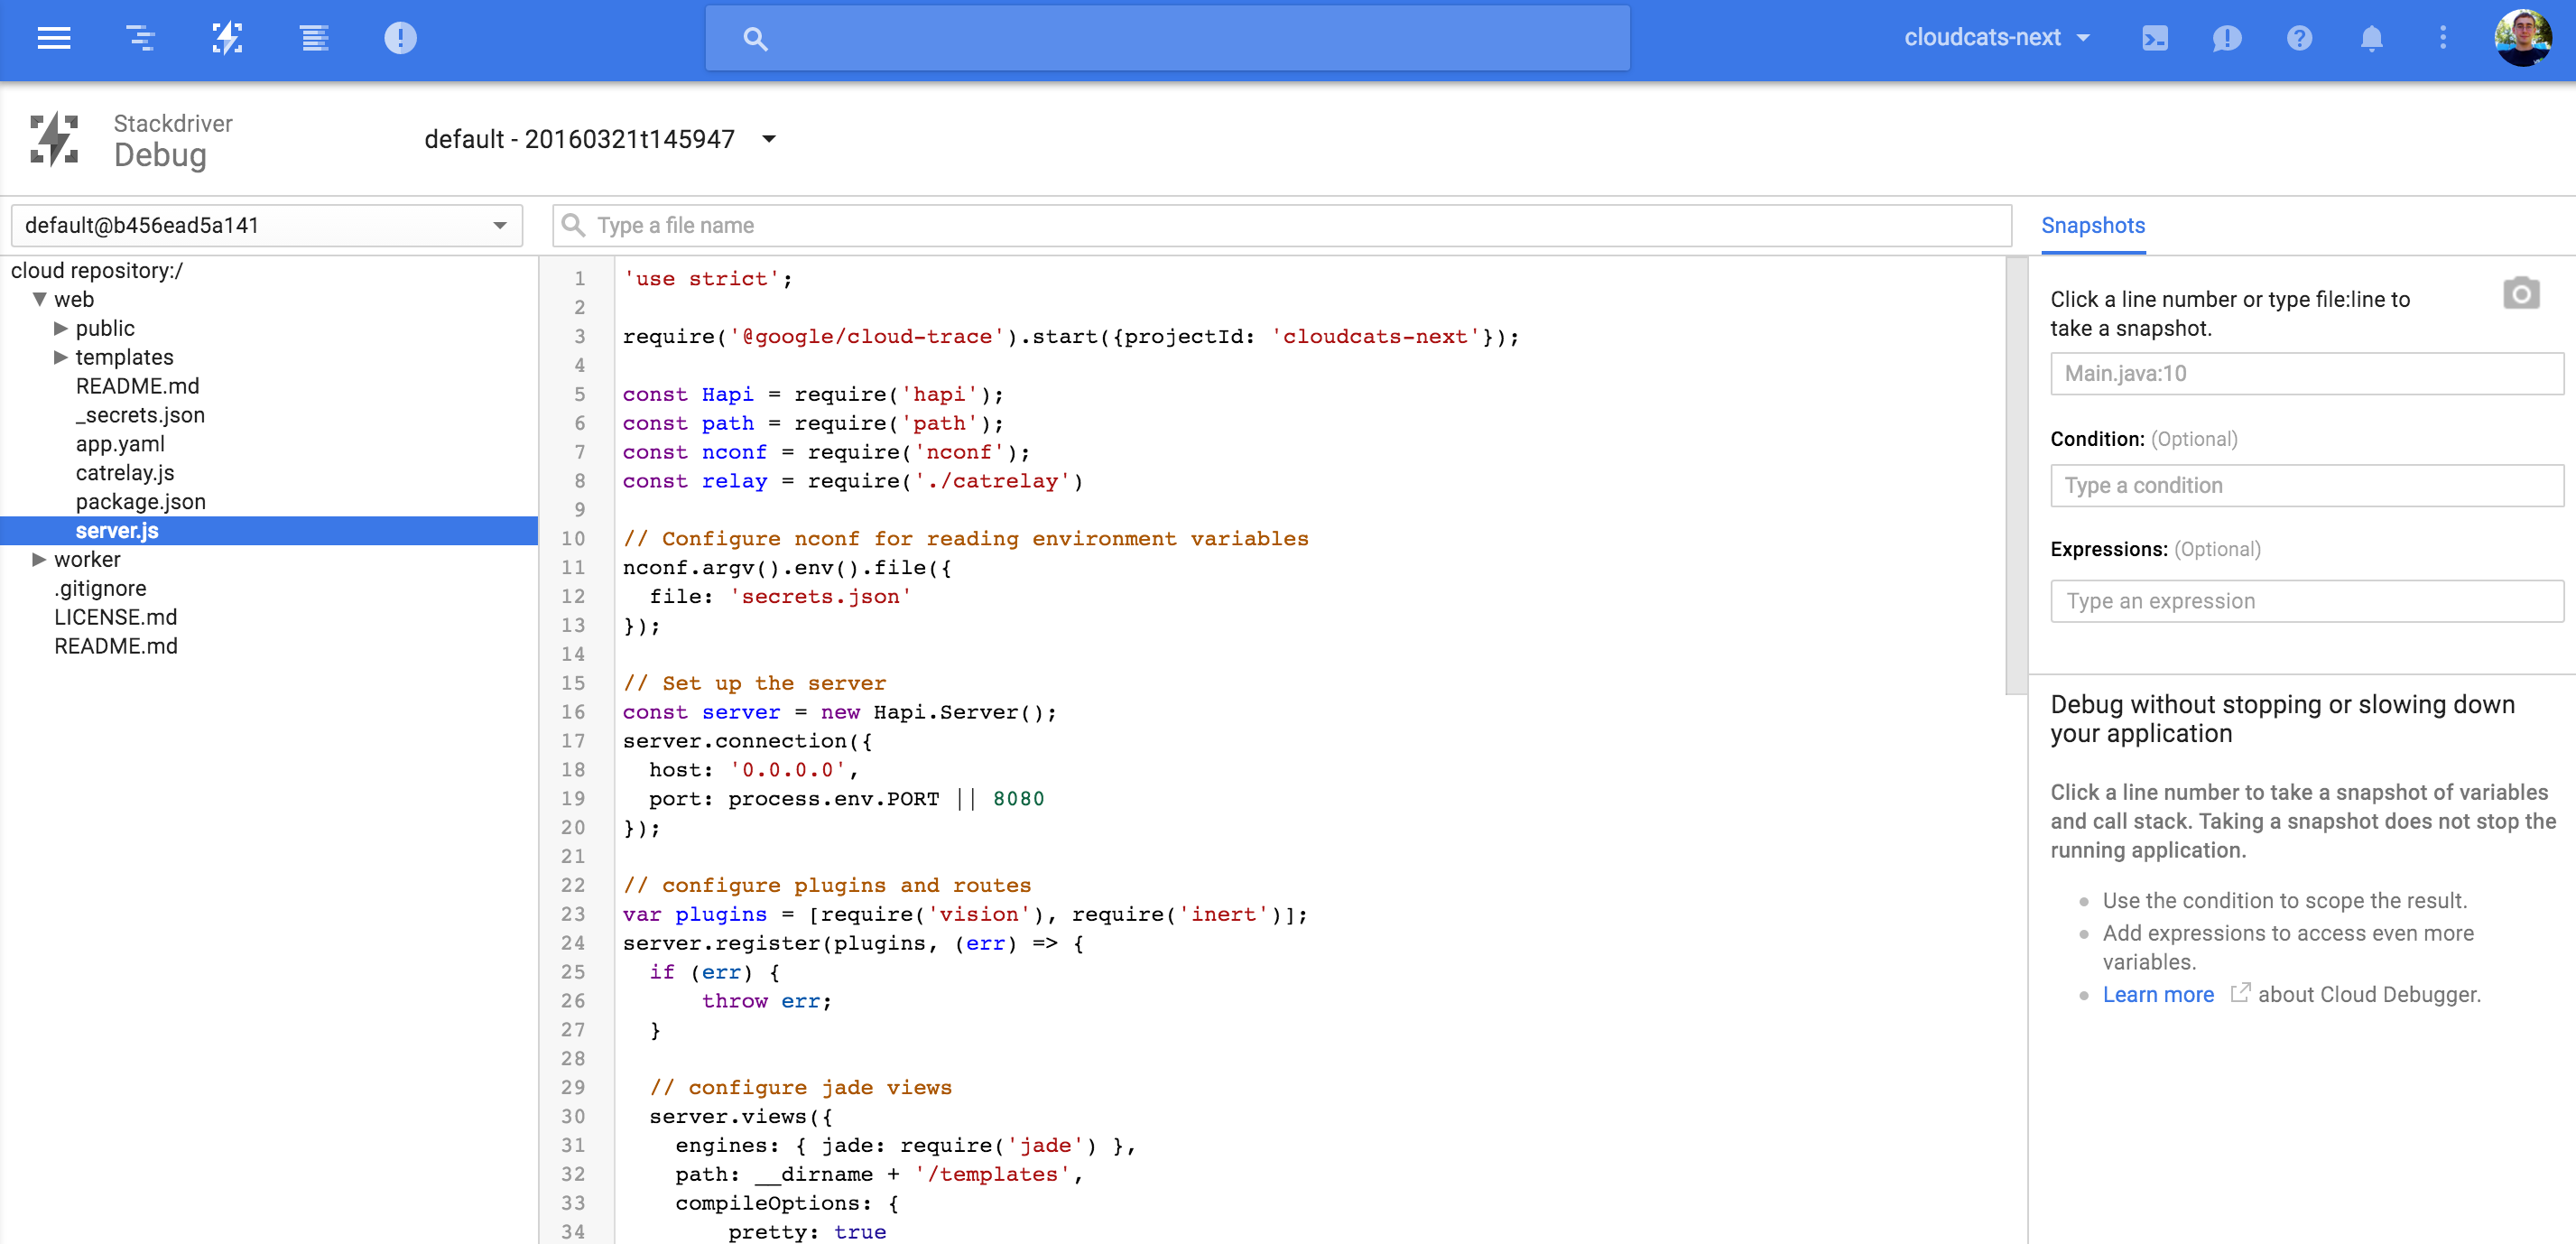 cloudcats-next
Stackdriver
Debug
default - 20160321t145947
default@b456ead5a141
Type a file name
Snapshots
cloud repository:/
web
public
templates
README.md
_secrets.json
app.yaml
catrelay.js
package.json
server.js
worker
.gitignore
LICENSE.md
README.md
1 'use strict';
2
3 require('@google/cloud-trace').start({projectId: 'cloudcats-next'});
4
5 const Hapi = require('hapi');
6 const path = require('path');
7 const nconf = require('nconf');
8 const relay = require('./catrelay')
9
10 // Configure nconf for reading environment variables
11 nconf.argv().env().file({
12   file: 'secrets.json'
13 });
14
15 // Set up the server
16 const server = new Hapi.Server();
17 server.connection({
18   host: '0.0.0.0',
19   port: process.env.PORT || 8080
20 });
21
22 // configure plugins and routes
23 var plugins = [require('vision'), require('inert')];
24 server.register(plugins, (err) => {
25   if (err) {
26       throw err;
27   }
28
29   // configure jade views
30   server.views({
31     engines: { jade: require('jade') },
32     path: __dirname + '/templates',
33     compileOptions: {
34         pretty: true
Click a line number or type file:line to
take a snapshot.
Main.java:10
Condition: (Optional)
Type a condition
Expressions: (Optional)
Type an expression
Debug without stopping or slowing down
your application
Click a line number to take a snapshot of variables
and call stack. Taking a snapshot does not stop the
running application.
Use the condition to scope the result.
Add expressions to access even more
variables.
Learn more about Cloud Debugger.